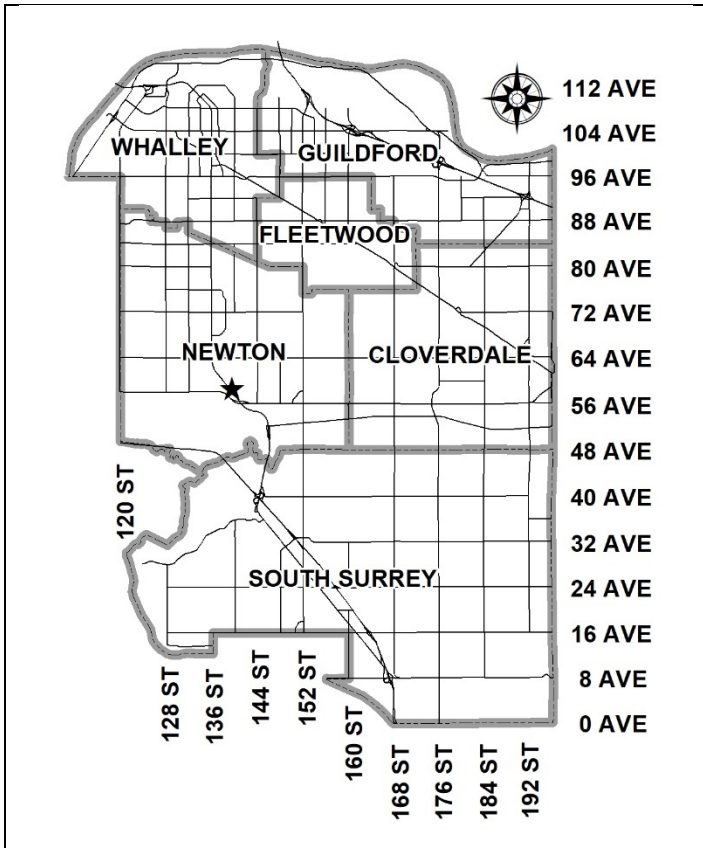 112 AVE
104 AVE
WHALLEY
GUILDFORD
96 AVE
88 AVE
FLEETWOOD
80 AVE
72 AVE
NEWTON
CLOVERDALE
64 AVE
56 AVE
48 AVE
120 ST
40 AVE
32 AVE
SOUTH SURREY
24 AVE
16 AVE
128 ST
136 ST
144 ST
152 ST
160 ST
8 AVE
0 AVE
168 ST
176 ST
184 ST
192 ST